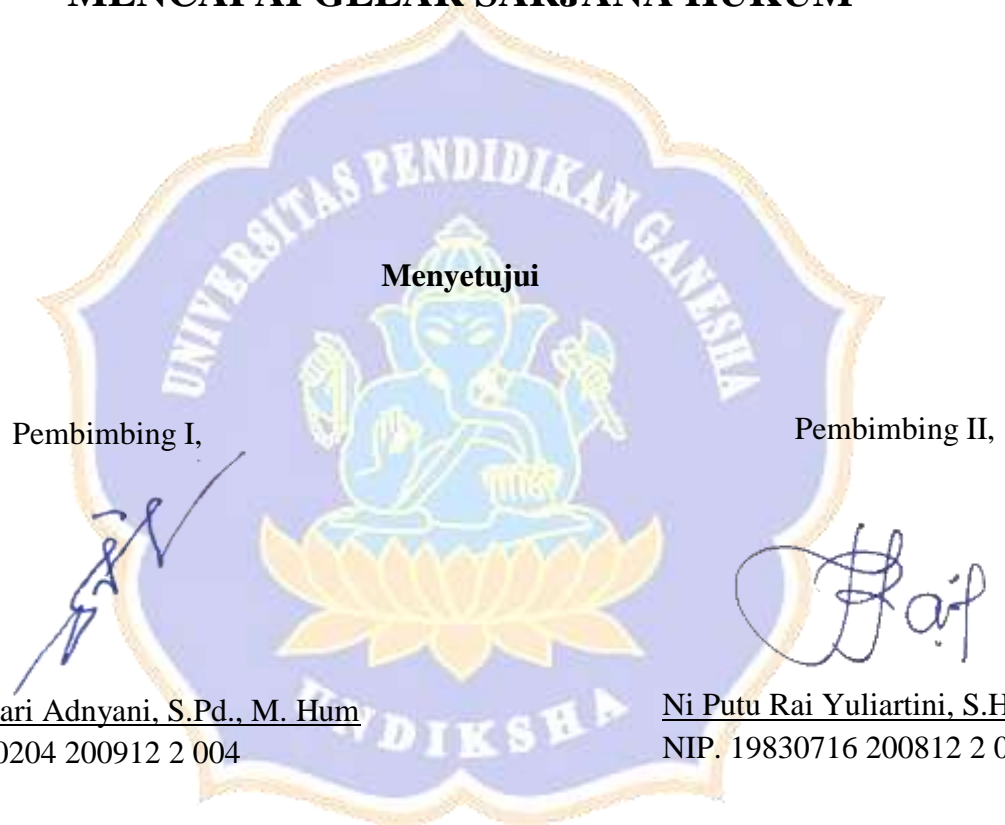 MENCAPAI GELAR SARJANA HUKUM
UNIVERSITAS PENDIDIKAN GANESHA
Menyetujui
Pembimbing I,
Pembimbing II,
ari Adnyani, S.Pd., M. Hum
Ni Putu Rai Yuliartini, S.H
0204 200912 2 004
NIP. 19830716 200812 2 0
UNDIKSHA